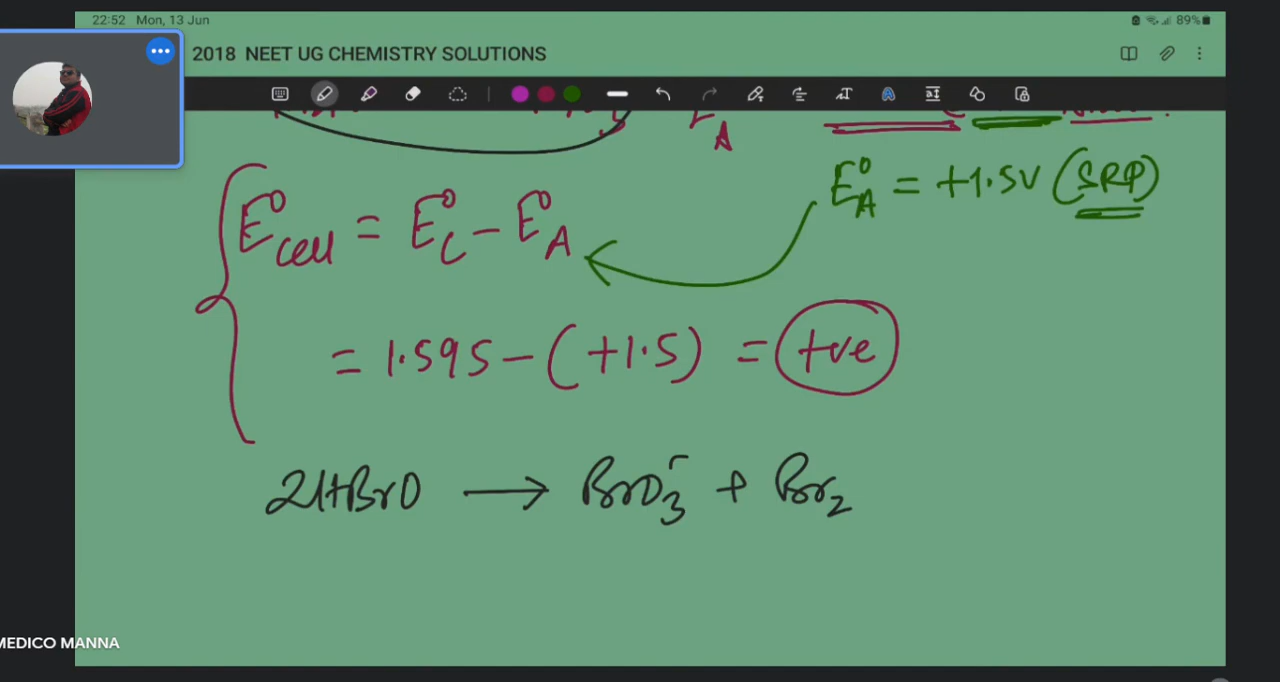 22:52 Mon, 13 Jun 89%
2018 NEET UG CHEMISTRY SOLUTIONS
E°A
E°A = +1.5V (SRP)
E°cell = E°C - E°A
= 1.595 - (+1.5) = +ve
2HBrO → BrO3⁻ + Br2
MEDICO MANNA